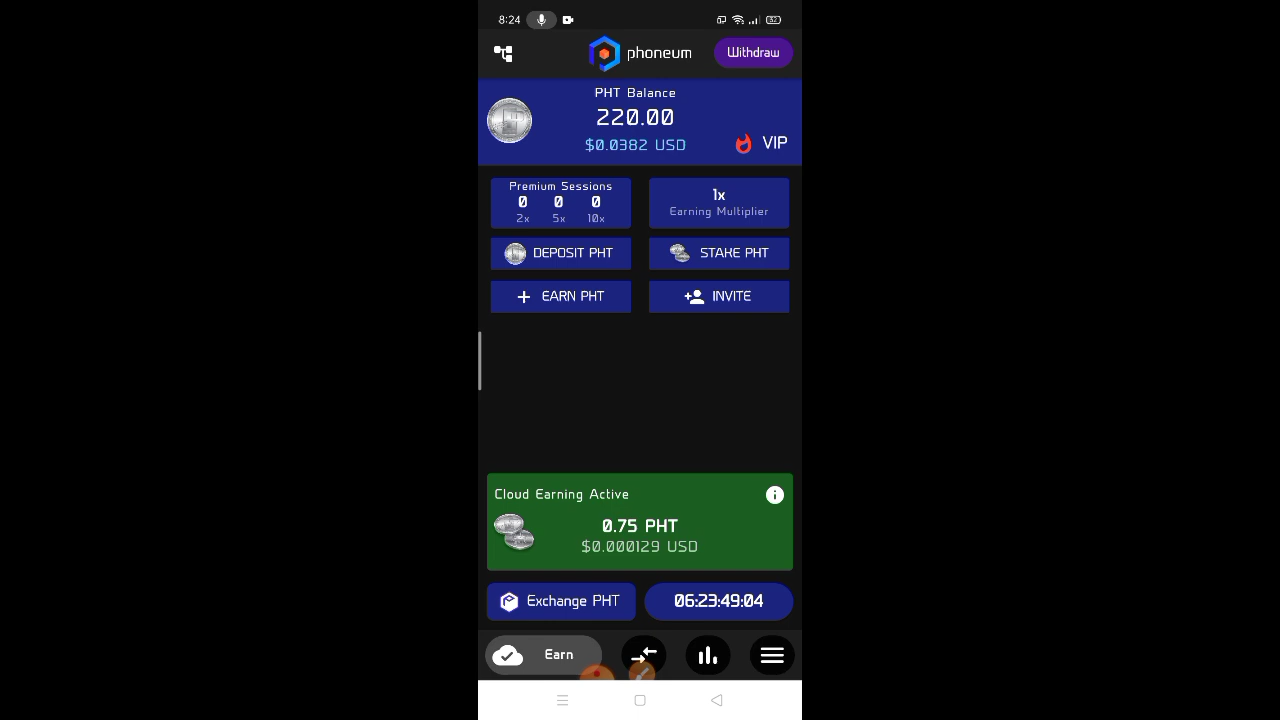 8:24
52
phoneum
Withdraw
PHT Balance
220.00
$0.0382 USD
VIP
Premium Sessions
0 0 0
2x 5x 10x
1x
Earning Multiplier
DEPOSIT PHT
STAKE PHT
EARN PHT
INVITE
Cloud Earning Active
0.75 PHT
$0.000129 USD
Exchange PHT
06:23:49:04
Earn